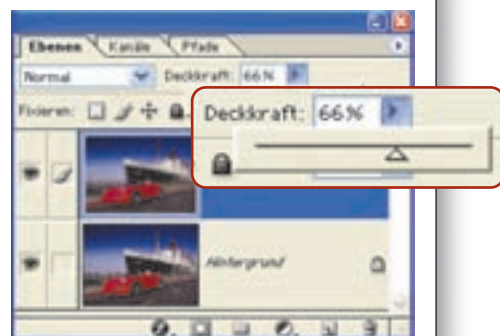 Ebenen Kanäle Pfade
Normal Deckkraft: 66%
Fixieren:
Deckkraft: 66%
Hintergrund